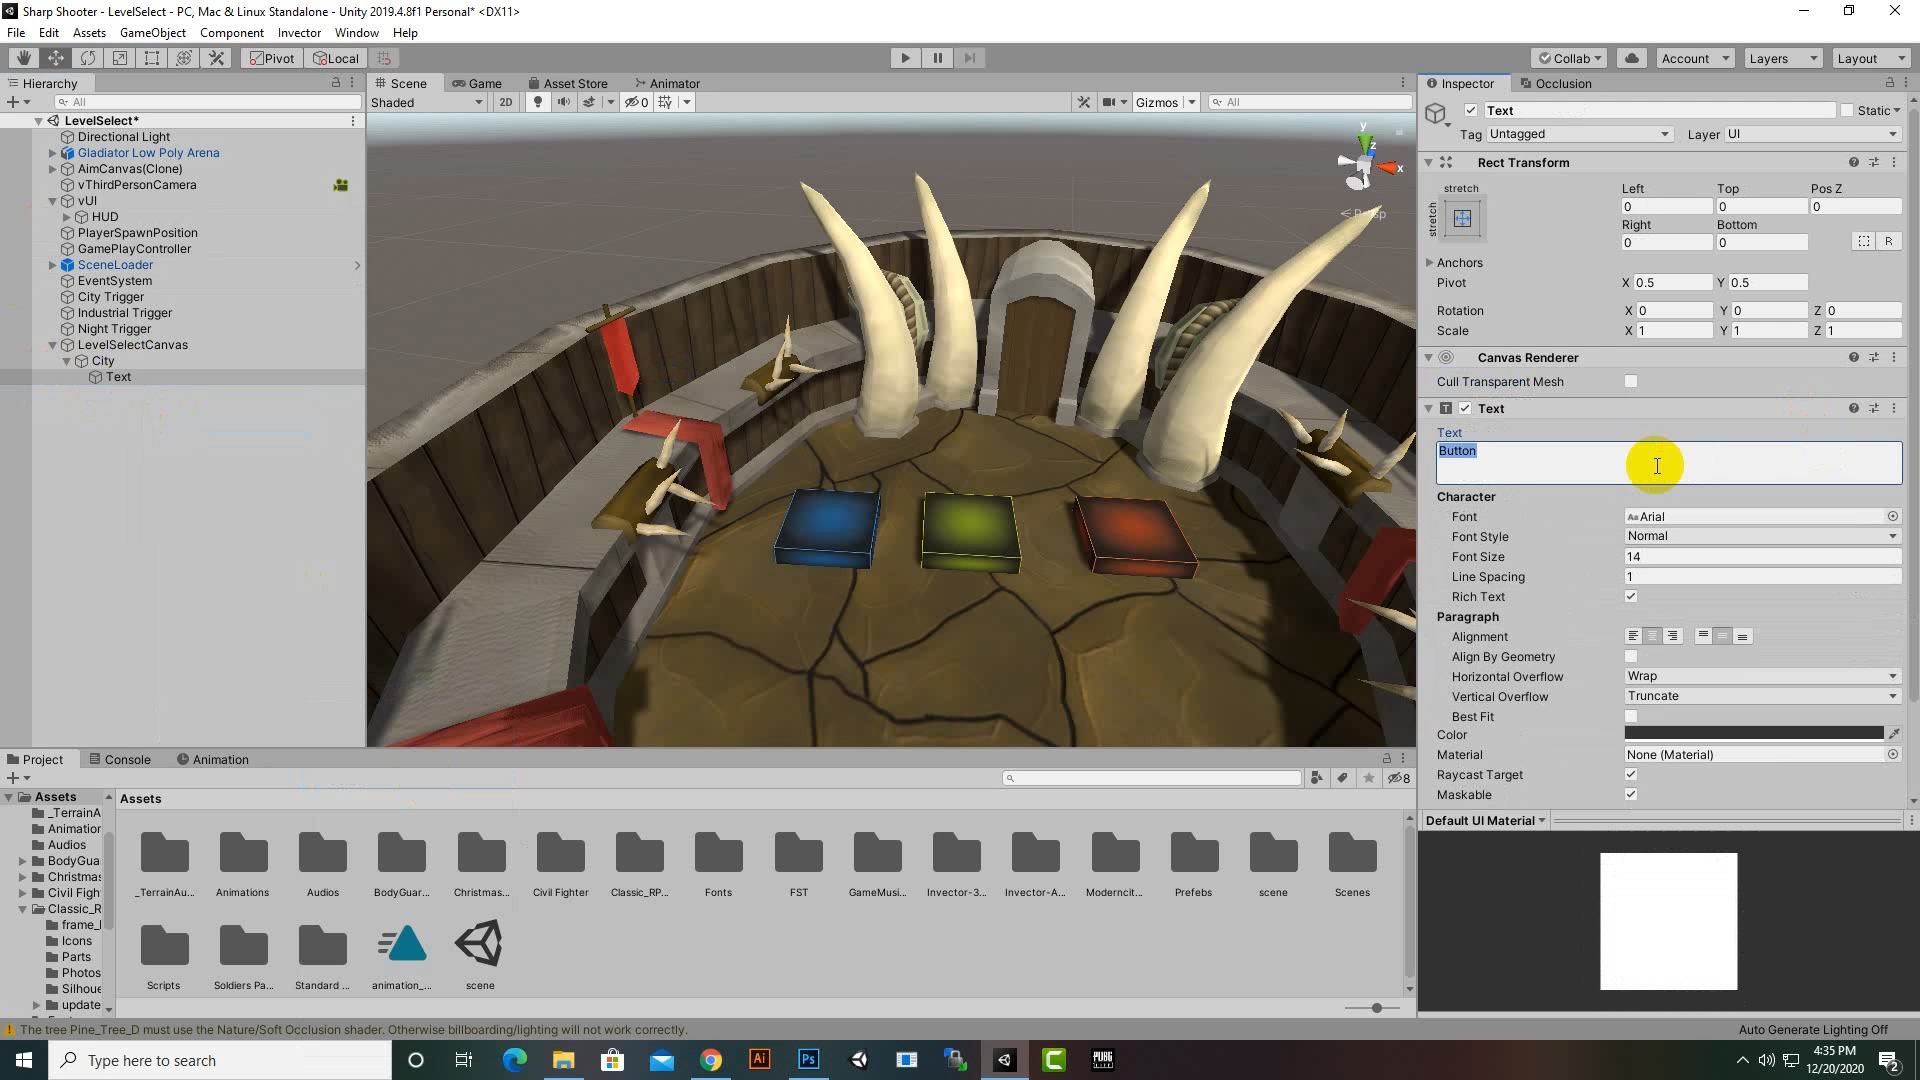 Sharp Shooter - LevelSelect - PC, Mac & Linux Standalone - Unity 2019.4.8f1 Personal* <DX11>
File Edit Assets GameObject Component Invector Window Help
Pivot Local Collab Account Layers Layout
Hierarchy
All
LevelSelect*
Directional Light
Gladiator Low Poly Arena
AimCanvas(Clone)
vThirdPersonCamera
vUI
HUD
PlayerSpawnPosition
GamePlayController
SceneLoader
EventSystem
City Trigger
Industrial Trigger
Night Trigger
LevelSelectCanvas
City
Text
Scene Game Asset Store Animator
Shaded 2D 0 Gizmos All
y
z
x
Persp
Inspector Occlusion
Text Static
Tag Untagged Layer UI
Rect Transform
stretch
stretch
Left Top Pos Z
0 0 0
Right Bottom
0 0 R
Anchors
Pivot X 0.5 Y 0.5
Rotation X 0 Y 0 Z 0
Scale X 1 Y 1 Z 1
Canvas Renderer
Cull Transparent Mesh
Text
Text
Button
Character
Font Arial
Font Style Normal
Font Size 14
Line Spacing 1
Rich Text
Paragraph
Alignment
Align By Geometry
Horizontal Overflow Wrap
Vertical Overflow Truncate
Best Fit
Color
Material None (Material)
Raycast Target
Maskable
Default UI Material
Project Console Animation
8
Assets
_TerrainA
Animation
Audios
BodyGua
Christmas
Civil Figh
Classic_R
frame_
Icons
Parts
Photos
Silhoue
update
Assets
_TerrainAu... Animations Audios BodyGuar... Christmas... Civil Fighter Classic_RP... Fonts FST GameMusi... Invector-3... Invector-A... Moderncit... Prefebs scene Scenes
Scripts Soldiers Pa... Standard ... animation_... scene
The tree Pine_Tree_D must use the Nature/Soft Occlusion shader. Otherwise billboarding/lighting will not work correctly.
Auto Generate Lighting Off
Type here to search
Ai Ps PUBG
4:35 PM
12/20/2020
2